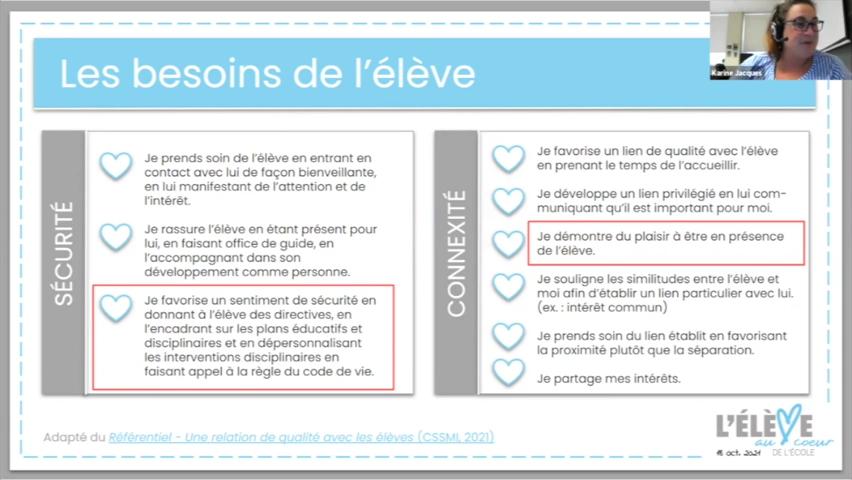 Les besoins de l'élève
Karine Jacques
SÉCURITÉ
Je prends soin de l'élève en entrant en
contact avec lui de façon bienveillante,
en lui manifestant de l'attention et de
l'intérêt.
Je rassure l'élève en étant présent pour
lui, en faisant office de guide, en
l'accompagnant dans son
développement comme personne.
Je favorise un sentiment de sécurité en
donnant à l'élève des directives, en
l'encadrant sur les plans éducatifs et
disciplinaires et en dépersonnalisant
les interventions disciplinaires en
faisant appel à la règle du code de vie.
CONNEXITÉ
Je favorise un lien de qualité avec l'élève
en prenant le temps de l'accueillir.
Je développe un lien privilégié en lui com-
muniquant qu'il est important pour moi.
Je démontre du plaisir à être en présence
de l'élève.
Je souligne les similitudes entre l'élève et
moi afin d'établir un lien particulier avec lui.
(ex. : intérêt commun)
Je prends soin du lien établit en favorisant
la proximité plutôt que la séparation.
Je partage mes intérêts.
Adapté du Référentiel - Une relation de qualité avec les élèves (CSSMI, 2021)
L'ÉLÈVE
au coeur
DE L'ÉCOLE
oct. 2021